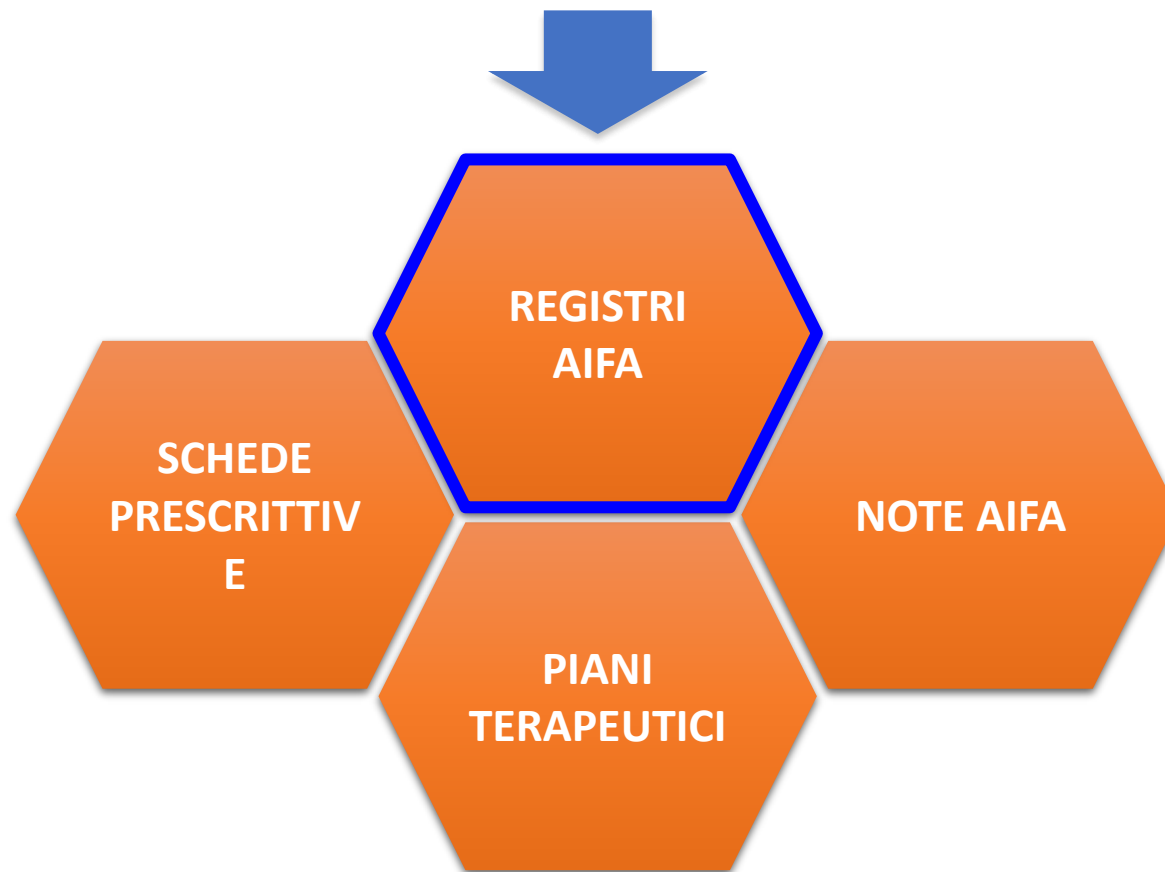 REGISTRI
AIFA
SCHEDE
PRESCRITTIV
E
NOTE AIFA
PIANI
TERAPEUTICI